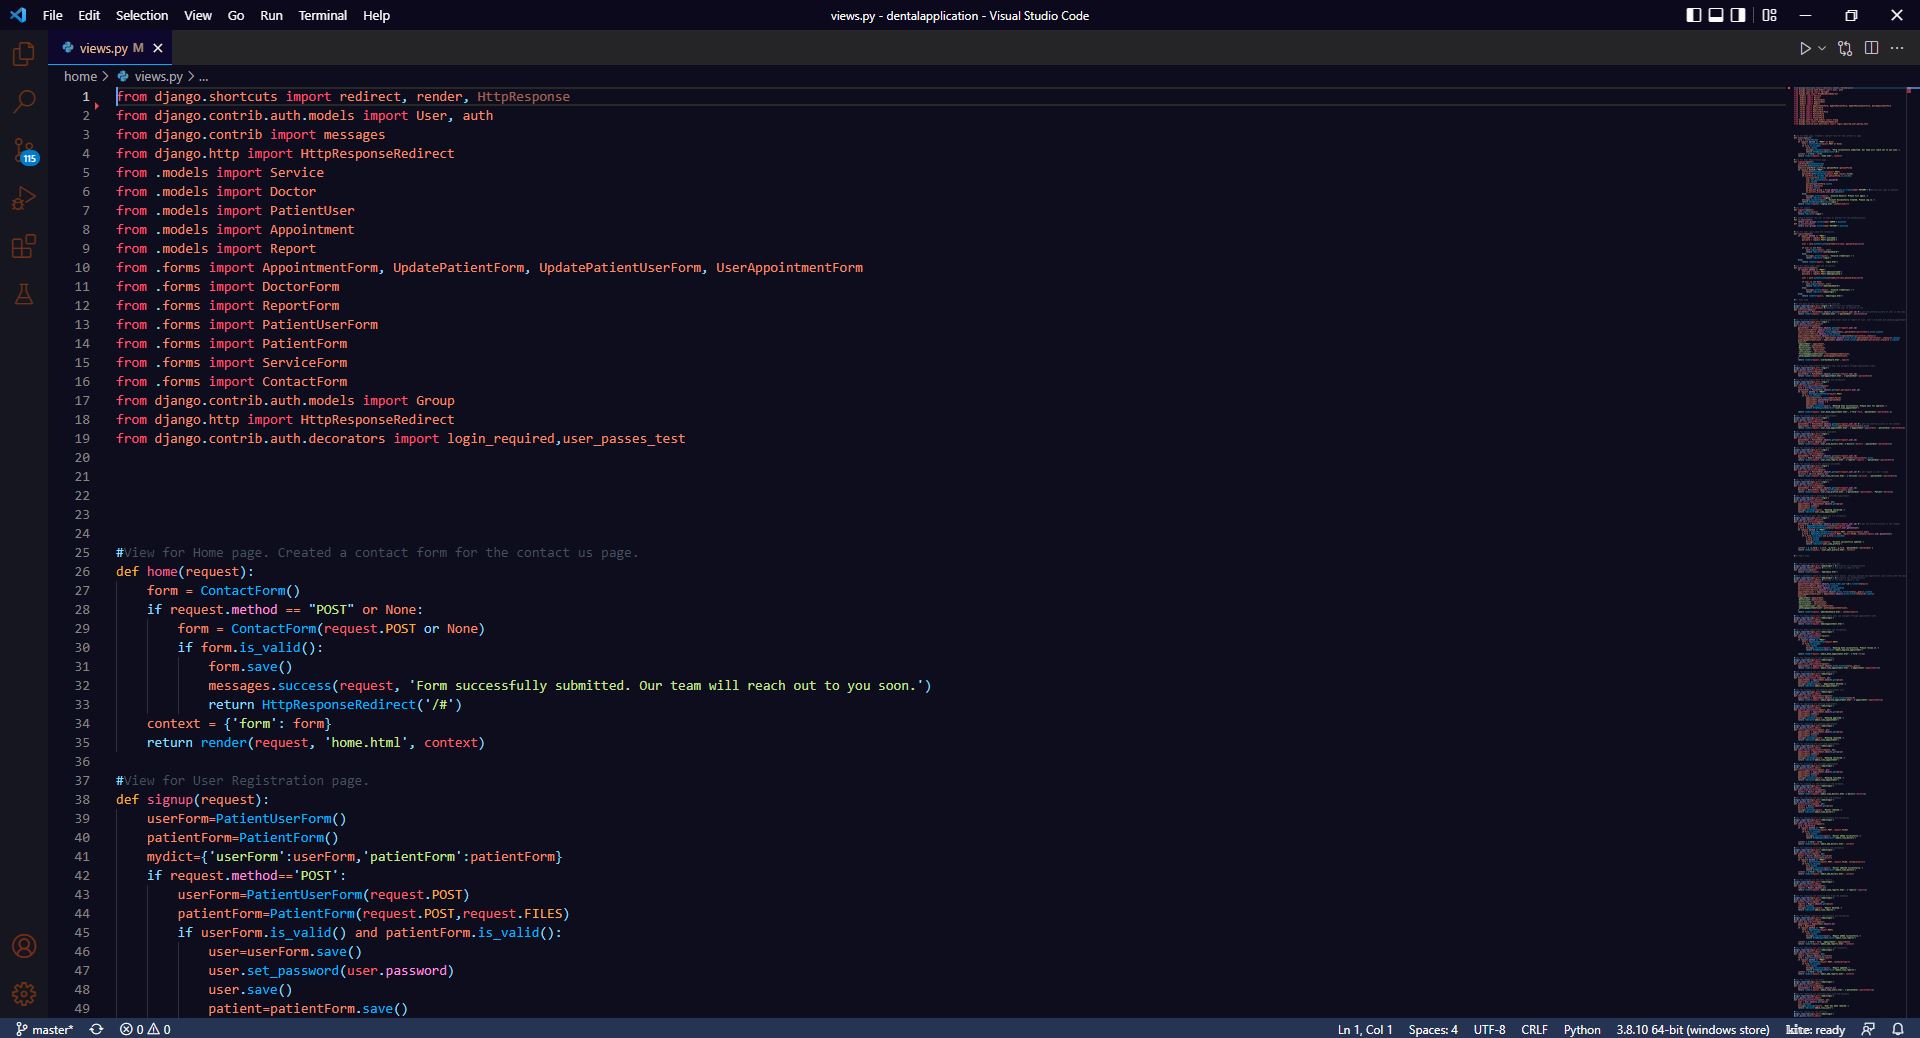 File Edit Selection View Go Run Terminal Help
views.py - dentalapplication - Visual Studio Code
views.py M
home > views.py > ...
115
1 from django.shortcuts import redirect, render, HttpResponse
2 from django.contrib.auth.models import User, auth
3 from django.contrib import messages
4 from django.http import HttpResponseRedirect
5 from .models import Service
6 from .models import Doctor
7 from .models import PatientUser
8 from .models import Appointment
9 from .models import Report
10 from .forms import AppointmentForm, UpdatePatientForm, UpdatePatientUserForm, UserAppointmentForm
11 from .forms import DoctorForm
12 from .forms import ReportForm
13 from .forms import PatientUserForm
14 from .forms import PatientForm
15 from .forms import ServiceForm
16 from .forms import ContactForm
17 from django.contrib.auth.models import Group
18 from django.http import HttpResponseRedirect
19 from django.contrib.auth.decorators import login_required,user_passes_test
20
21
22
23
24
25 #View for Home page. Created a contact form for the contact us page.
26 def home(request):
27 form = ContactForm()
28 if request.method == "POST" or None:
29 form = ContactForm(request.POST or None)
30 if form.is_valid():
31 form.save()
32 messages.success(request, 'Form successfully submitted. Our team will reach out to you soon.')
33 return HttpResponseRedirect('/#')
34 context = {'form': form}
35 return render(request, 'home.html', context)
36
37 #View for User Registration page.
38 def signup(request):
39 userForm=PatientUserForm()
40 patientForm=PatientForm()
41 mydict={'userForm':userForm,'patientForm':patientForm}
42 if request.method=='POST':
43 userForm=PatientUserForm(request.POST)
44 patientForm=PatientForm(request.POST,request.FILES)
45 if userForm.is_valid() and patientForm.is_valid():
46 user=userForm.save()
47 user.set_password(user.password)
48 user.save()
49 patient=patientForm.save()
master* 0 0 Ln 1, Col 1 Spaces: 4 UTF-8 CRLF Python 3.8.10 64-bit (windows store) kite: ready